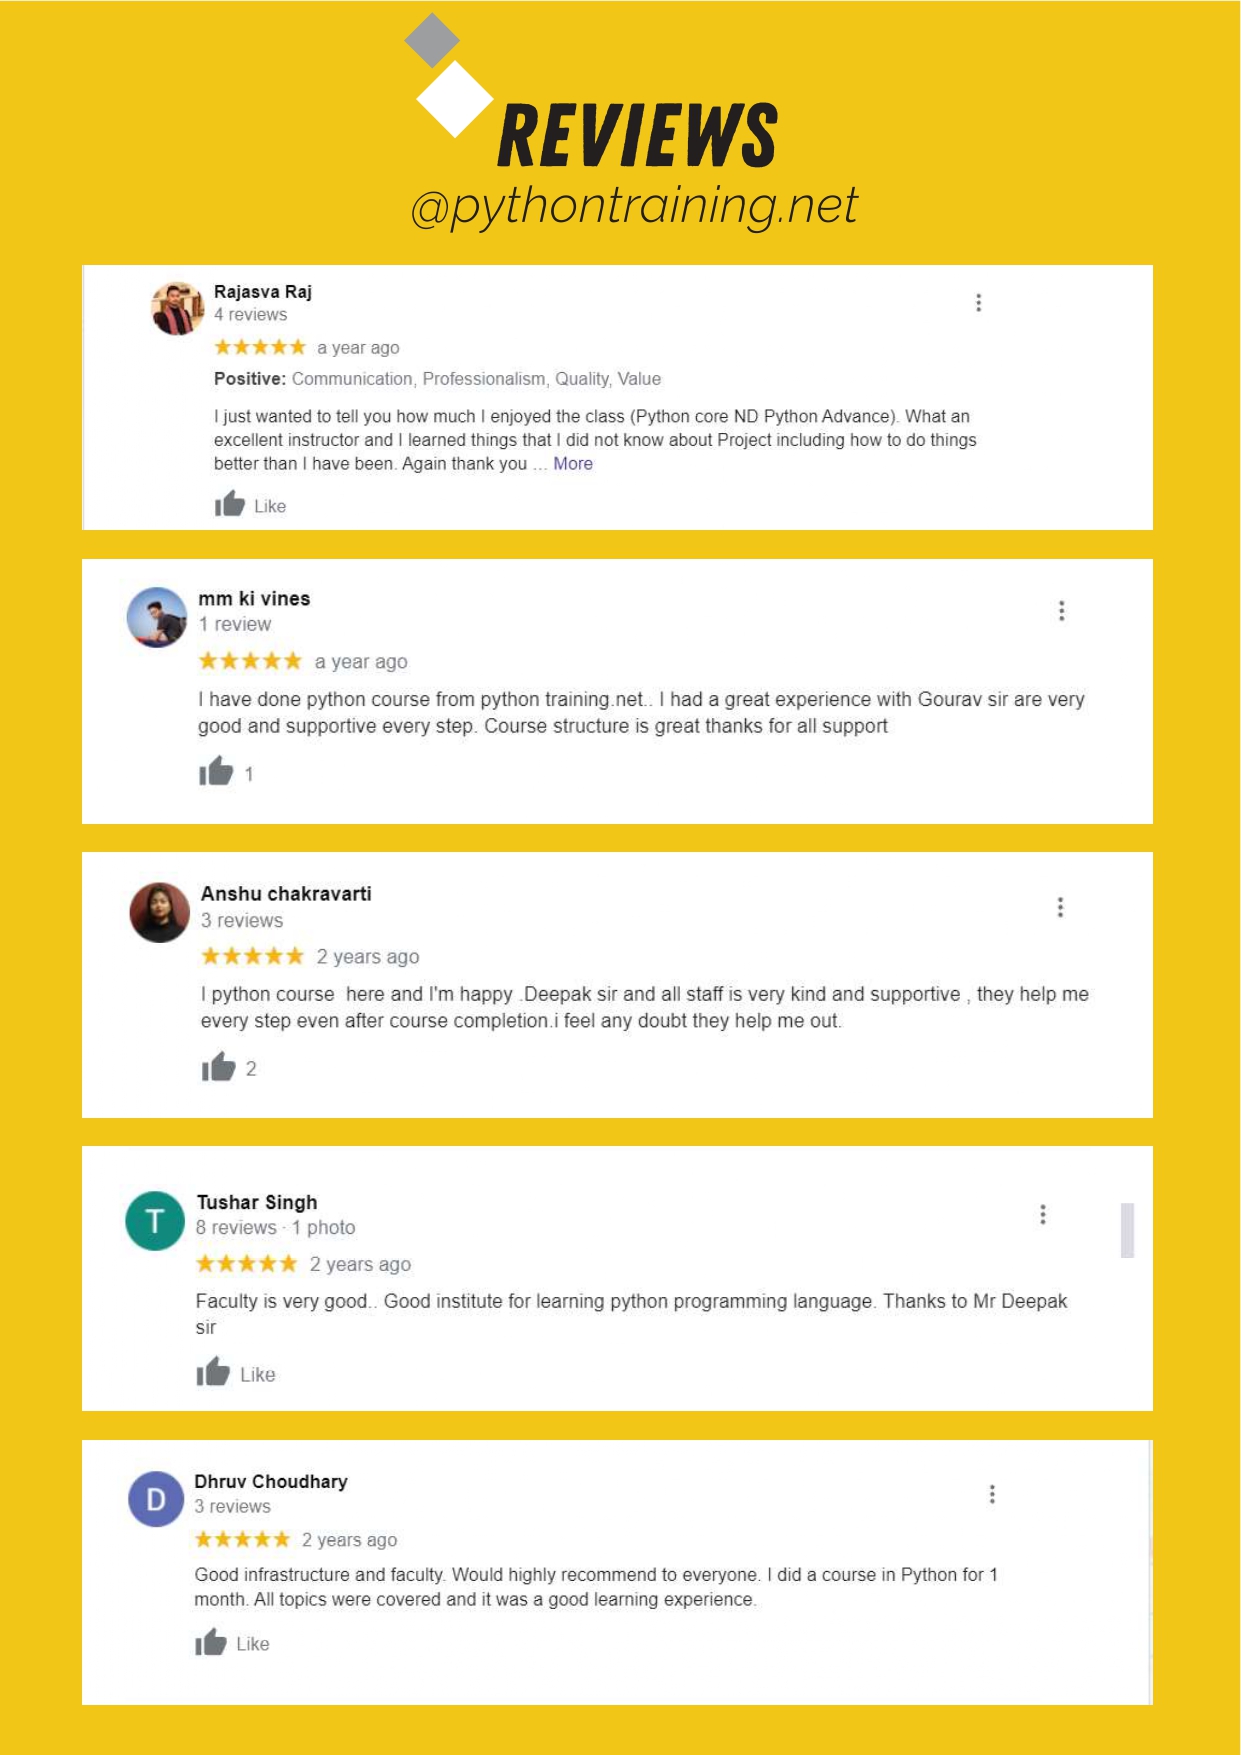 REVIEWS
@pythontraining.net
Rajasva Raj
4 reviews
a year ago
Positive: Communication, Professionalism, Quality, Value
I just wanted to tell you how much I enjoyed the class (Python core ND Python Advance). What an
excellent instructor and I learned things that I did not know about Project including how to do things
better than I have been. Again thank you ... More
Like
mm ki vines
1 review
a year ago
I have done python course from python training.net.. I had a great experience with Gourav sir are very
good and supportive every step. Course structure is great thanks for all support
1
Anshu chakravarti
3 reviews
2 years ago
I python course  here and I'm happy .Deepak sir and all staff is very kind and supportive , they help me
every step even after course completion.i feel any doubt they help me out.
2
T
Tushar Singh
8 reviews · 1 photo
2 years ago
Faculty is very good.. Good institute for learning python programming language. Thanks to Mr Deepak
sir
Like
D
Dhruv Choudhary
3 reviews
2 years ago
Good infrastructure and faculty. Would highly recommend to everyone. I did a course in Python for 1
month. All topics were covered and it was a good learning experience.
Like